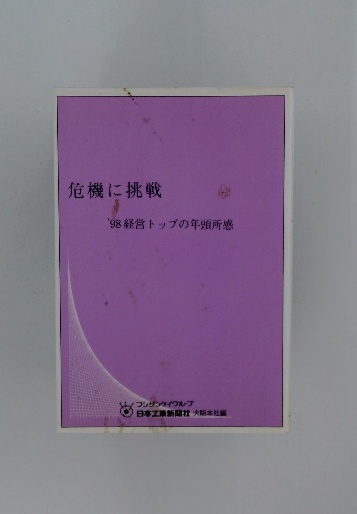 危機に挑戦
'98経営トップの年頭所感
フジサンケイグループ
日本工業新聞社 大阪本社編